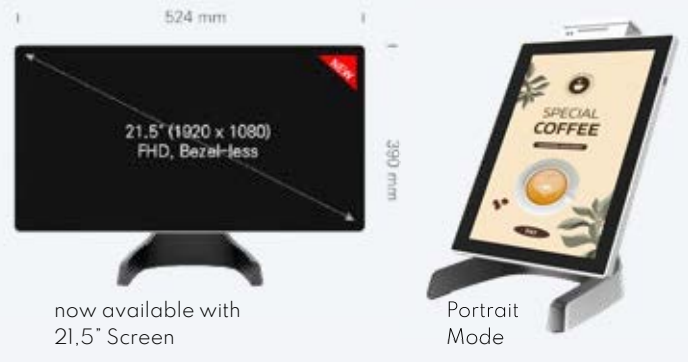 524 mm
NEW
21.5" (1920 x 1080)
FHD, Bezel-less
390 mm
SPECIAL
COFFEE
now available with
21,5" Screen
Portrait
Mode